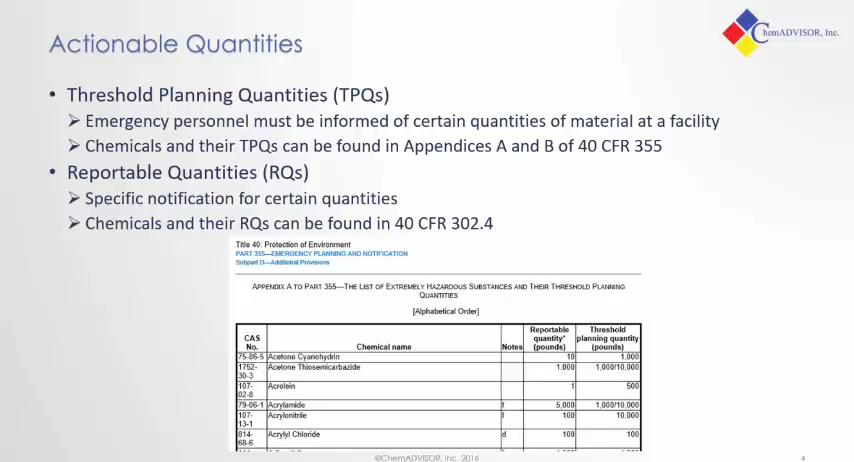 Actionable Quantities
ChemADVISOR, Inc.
• Threshold Planning Quantities (TPQs)
➢ Emergency personnel must be informed of certain quantities of material at a facility
➢ Chemicals and their TPQs can be found in Appendices A and B of 40 CFR 355
• Reportable Quantities (RQs)
➢ Specific notification for certain quantities
➢ Chemicals and their RQs can be found in 40 CFR 302.4
Title 40: Protection of Environment
PART 355—EMERGENCY PLANNING AND NOTIFICATION
Subpart D—Additional Provisions
APPENDIX A TO PART 355—THE LIST OF EXTREMELY HAZARDOUS SUBSTANCES AND THEIR THRESHOLD PLANNING
QUANTITIES
[Alphabetical Order]
CAS No. Chemical name Notes Reportable quantity* (pounds) Threshold planning quantity (pounds)
75-86-5 Acetone Cyanohydrin 10 1,000
1752-30-3 Acetone Thiosemicarbazide 1,000 1,000/10,000
107-02-8 Acrolein 1 500
79-06-1 Acrylamide f 5,000 1,000/10,000
107-13-1 Acrylonitrile f 100 10,000
814-68-6 Acrylyl Chloride d 100 100
©ChemADVISOR, Inc. 2016
4